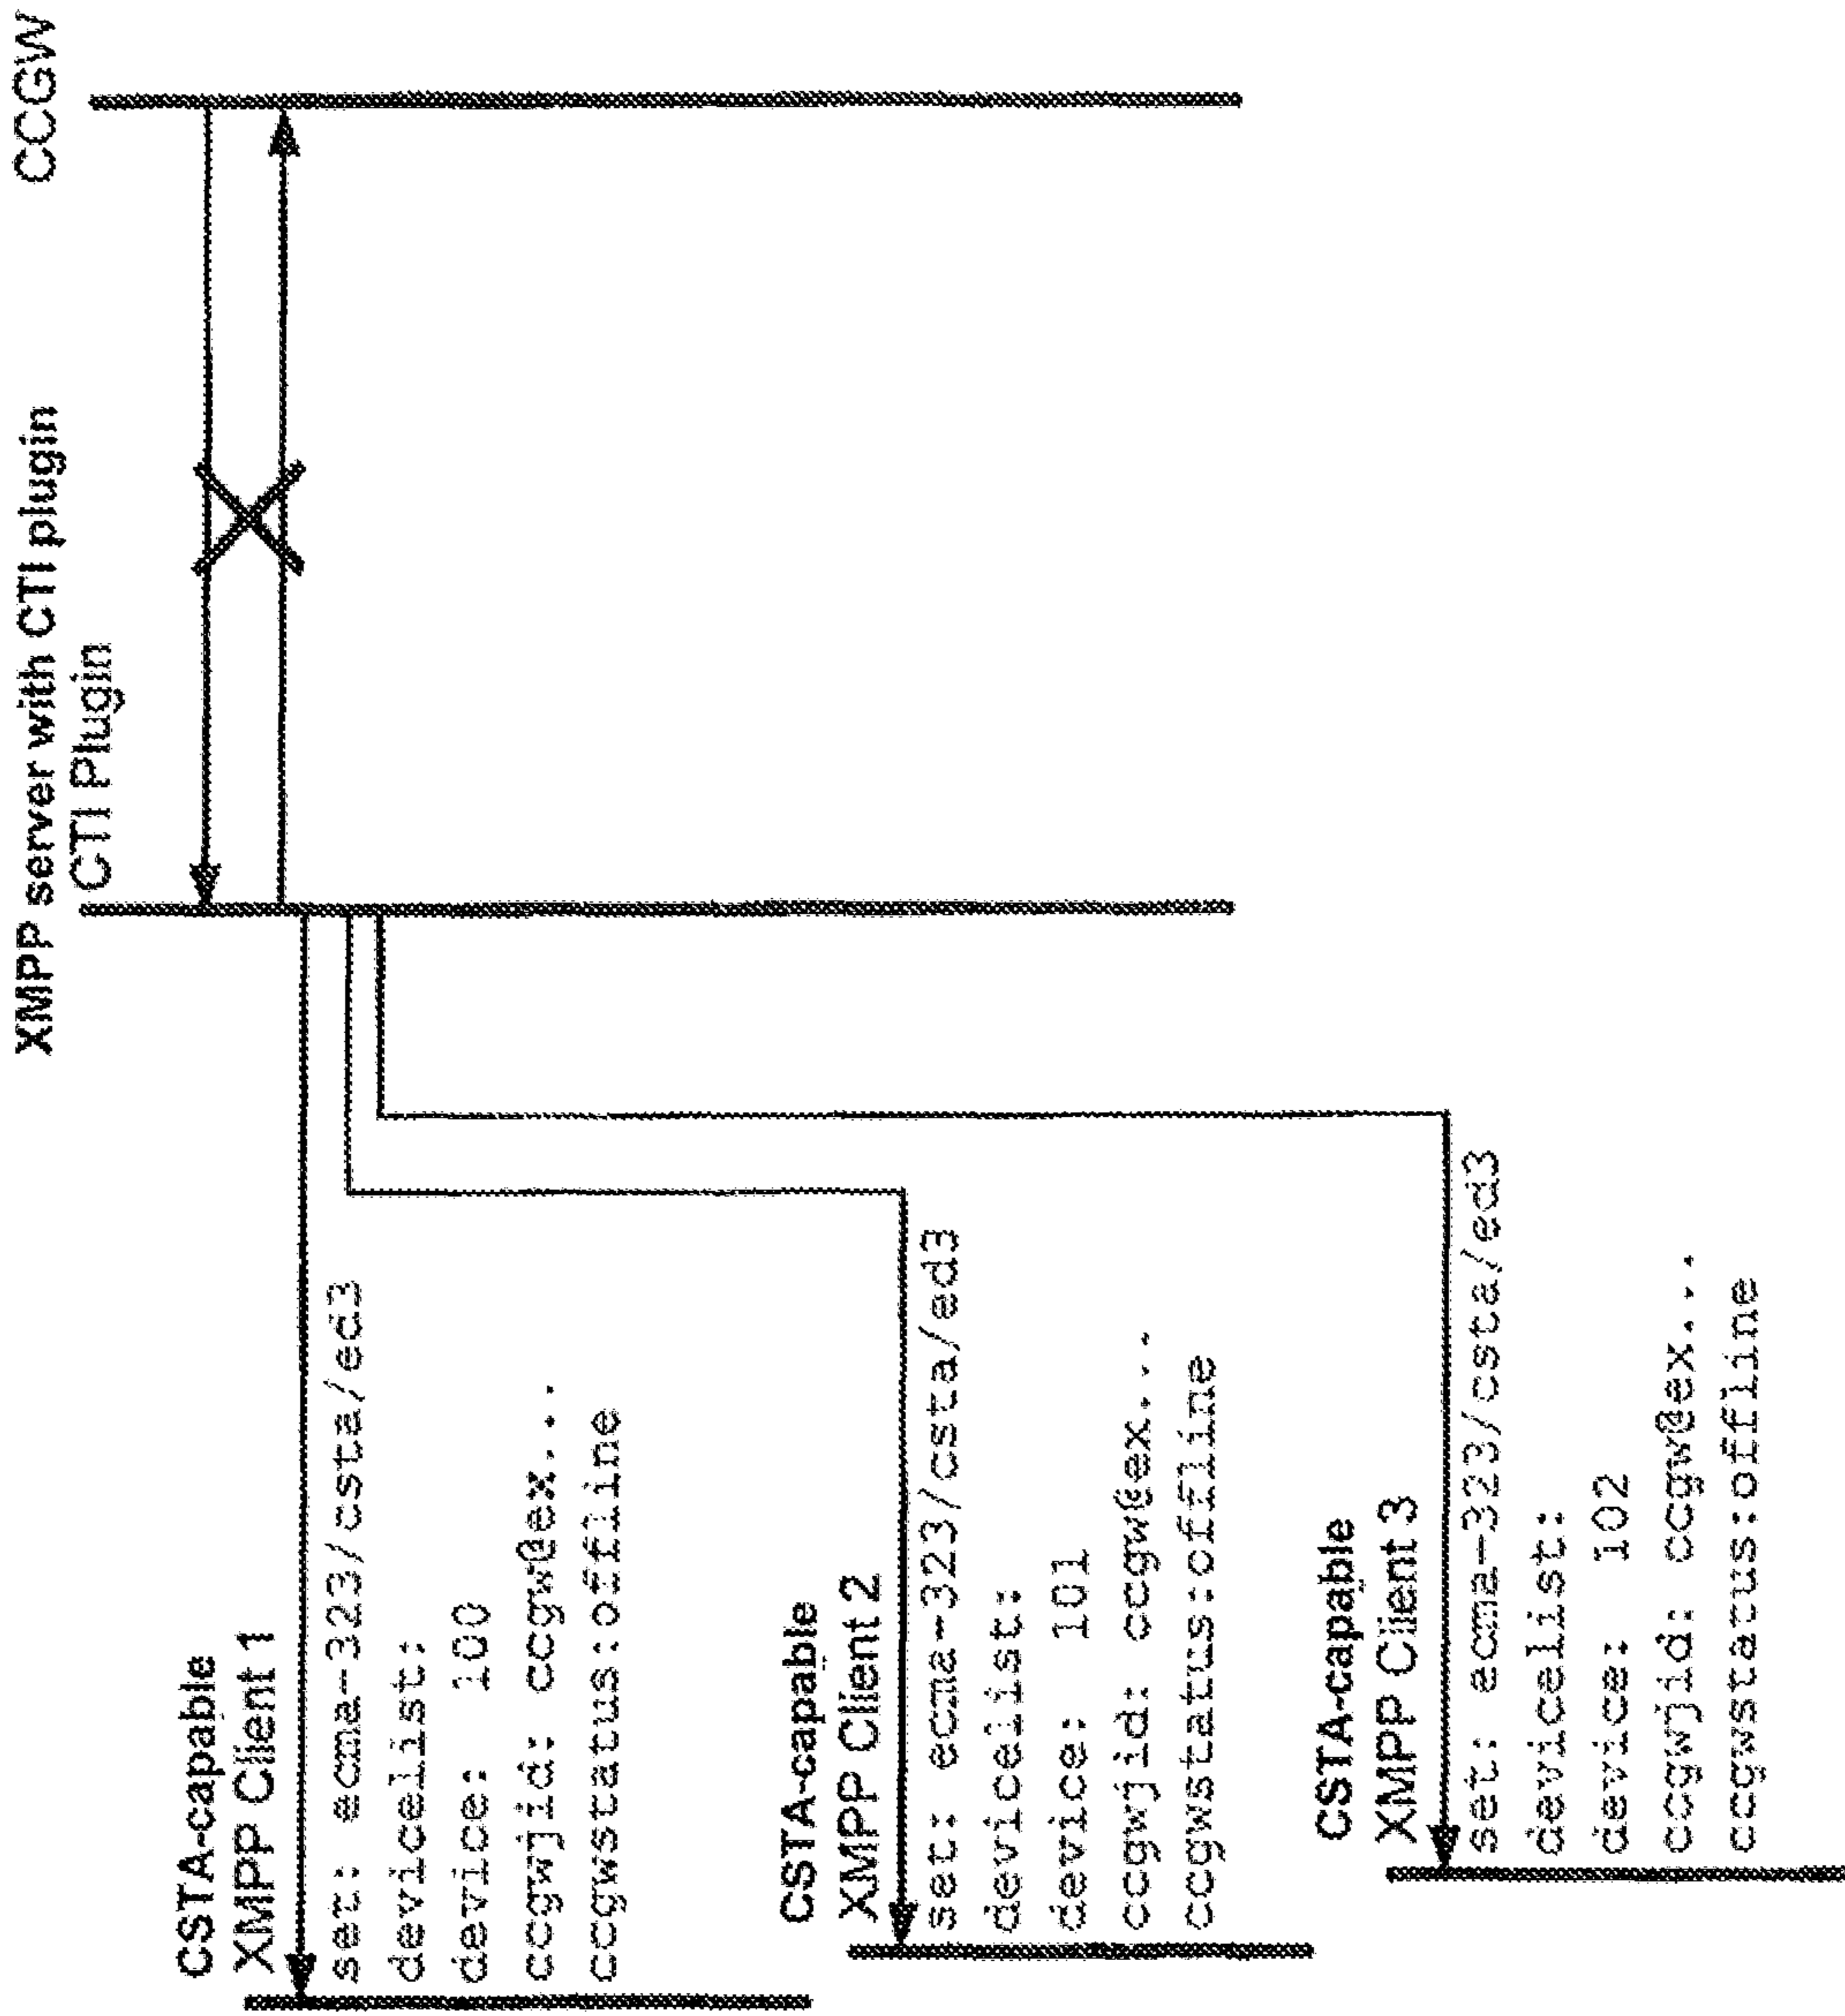 XMPP server with CTI plugin
CTI Plugin
CCGW
CSTA-capable
XMPP Client 1
set: ecma-323/csta/ed3
devicelist:
device: 100
ccgwjid: ccgw@ex...
ccgwstatus:offline
CSTA-capable
XMPP Client 2
set: ecma-323/csta/ed3
devicelist:
device: 101
ccgwjid: ccgw@ex...
ccgwstatus:offline
CSTA-capable
XMPP Client 3
set: ecma-323/csta/ed3
devicelist:
device: 102
ccgwjid: ccgw@ex...
ccgwstatus:offline